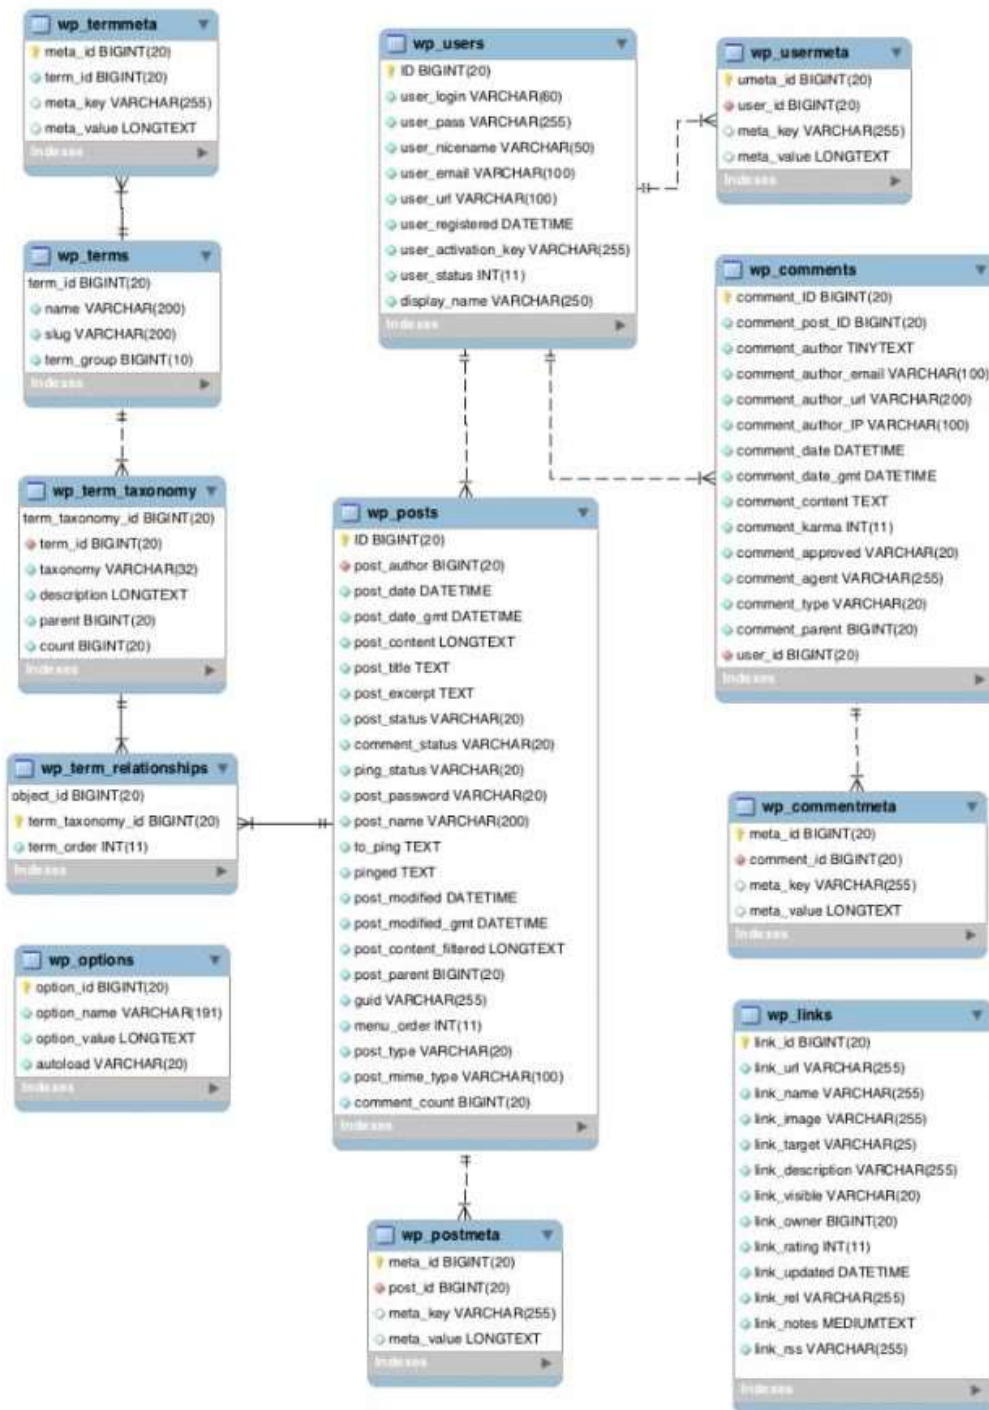 wp_termmeta
meta_id BIGINT(20)
term_id BIGINT(20)
meta_key VARCHAR(255)
meta_value LONGTEXT
Indexes
wp_terms
term_id BIGINT(20)
name VARCHAR(200)
slug VARCHAR(200)
term_group BIGINT(10)
Indexes
wp_term_taxonomy
term_taxonomy_id BIGINT(20)
term_id BIGINT(20)
taxonomy VARCHAR(32)
description LONGTEXT
parent BIGINT(20)
count BIGINT(20)
Indexes
wp_term_relationships
object_id BIGINT(20)
term_taxonomy_id BIGINT(20)
term_order INT(11)
Indexes
wp_options
option_id BIGINT(20)
option_name VARCHAR(191)
option_value LONGTEXT
autoload VARCHAR(20)
Indexes
wp_users
ID BIGINT(20)
user_login VARCHAR(60)
user_pass VARCHAR(255)
user_nicename VARCHAR(50)
user_email VARCHAR(100)
user_url VARCHAR(100)
user_registered DATETIME
user_activation_key VARCHAR(255)
user_status INT(11)
display_name VARCHAR(250)
Indexes
wp_posts
ID BIGINT(20)
post_author BIGINT(20)
post_date DATETIME
post_date_gmt DATETIME
post_content LONGTEXT
post_title TEXT
post_excerpt TEXT
post_status VARCHAR(20)
comment_status VARCHAR(20)
ping_status VARCHAR(20)
post_password VARCHAR(20)
post_name VARCHAR(200)
to_ping TEXT
pinged TEXT
post_modified DATETIME
post_modified_gmt DATETIME
post_content_filtered LONGTEXT
post_parent BIGINT(20)
guid VARCHAR(255)
menu_order INT(11)
post_type VARCHAR(20)
post_mime_type VARCHAR(100)
comment_count BIGINT(20)
Indexes
wp_postmeta
meta_id BIGINT(20)
post_id BIGINT(20)
meta_key VARCHAR(255)
meta_value LONGTEXT
Indexes
wp_usermeta
umeta_id BIGINT(20)
user_id BIGINT(20)
meta_key VARCHAR(255)
meta_value LONGTEXT
Indexes
wp_comments
comment_ID BIGINT(20)
comment_post_ID BIGINT(20)
comment_author TINYTEXT
comment_author_email VARCHAR(100)
comment_author_url VARCHAR(200)
comment_author_IP VARCHAR(100)
comment_date DATETIME
comment_date_gmt DATETIME
comment_content TEXT
comment_karma INT(11)
comment_approved VARCHAR(20)
comment_agent VARCHAR(255)
comment_type VARCHAR(20)
comment_parent BIGINT(20)
user_id BIGINT(20)
Indexes
wp_commentmeta
meta_id BIGINT(20)
comment_id BIGINT(20)
meta_key VARCHAR(255)
meta_value LONGTEXT
Indexes
wp_links
link_id BIGINT(20)
link_url VARCHAR(255)
link_name VARCHAR(255)
link_image VARCHAR(255)
link_target VARCHAR(25)
link_description VARCHAR(255)
link_visible VARCHAR(20)
link_owner BIGINT(20)
link_rating INT(11)
link_updated DATETIME
link_rel VARCHAR(255)
link_notes MEDIUMTEXT
link_rss VARCHAR(255)
Indexes